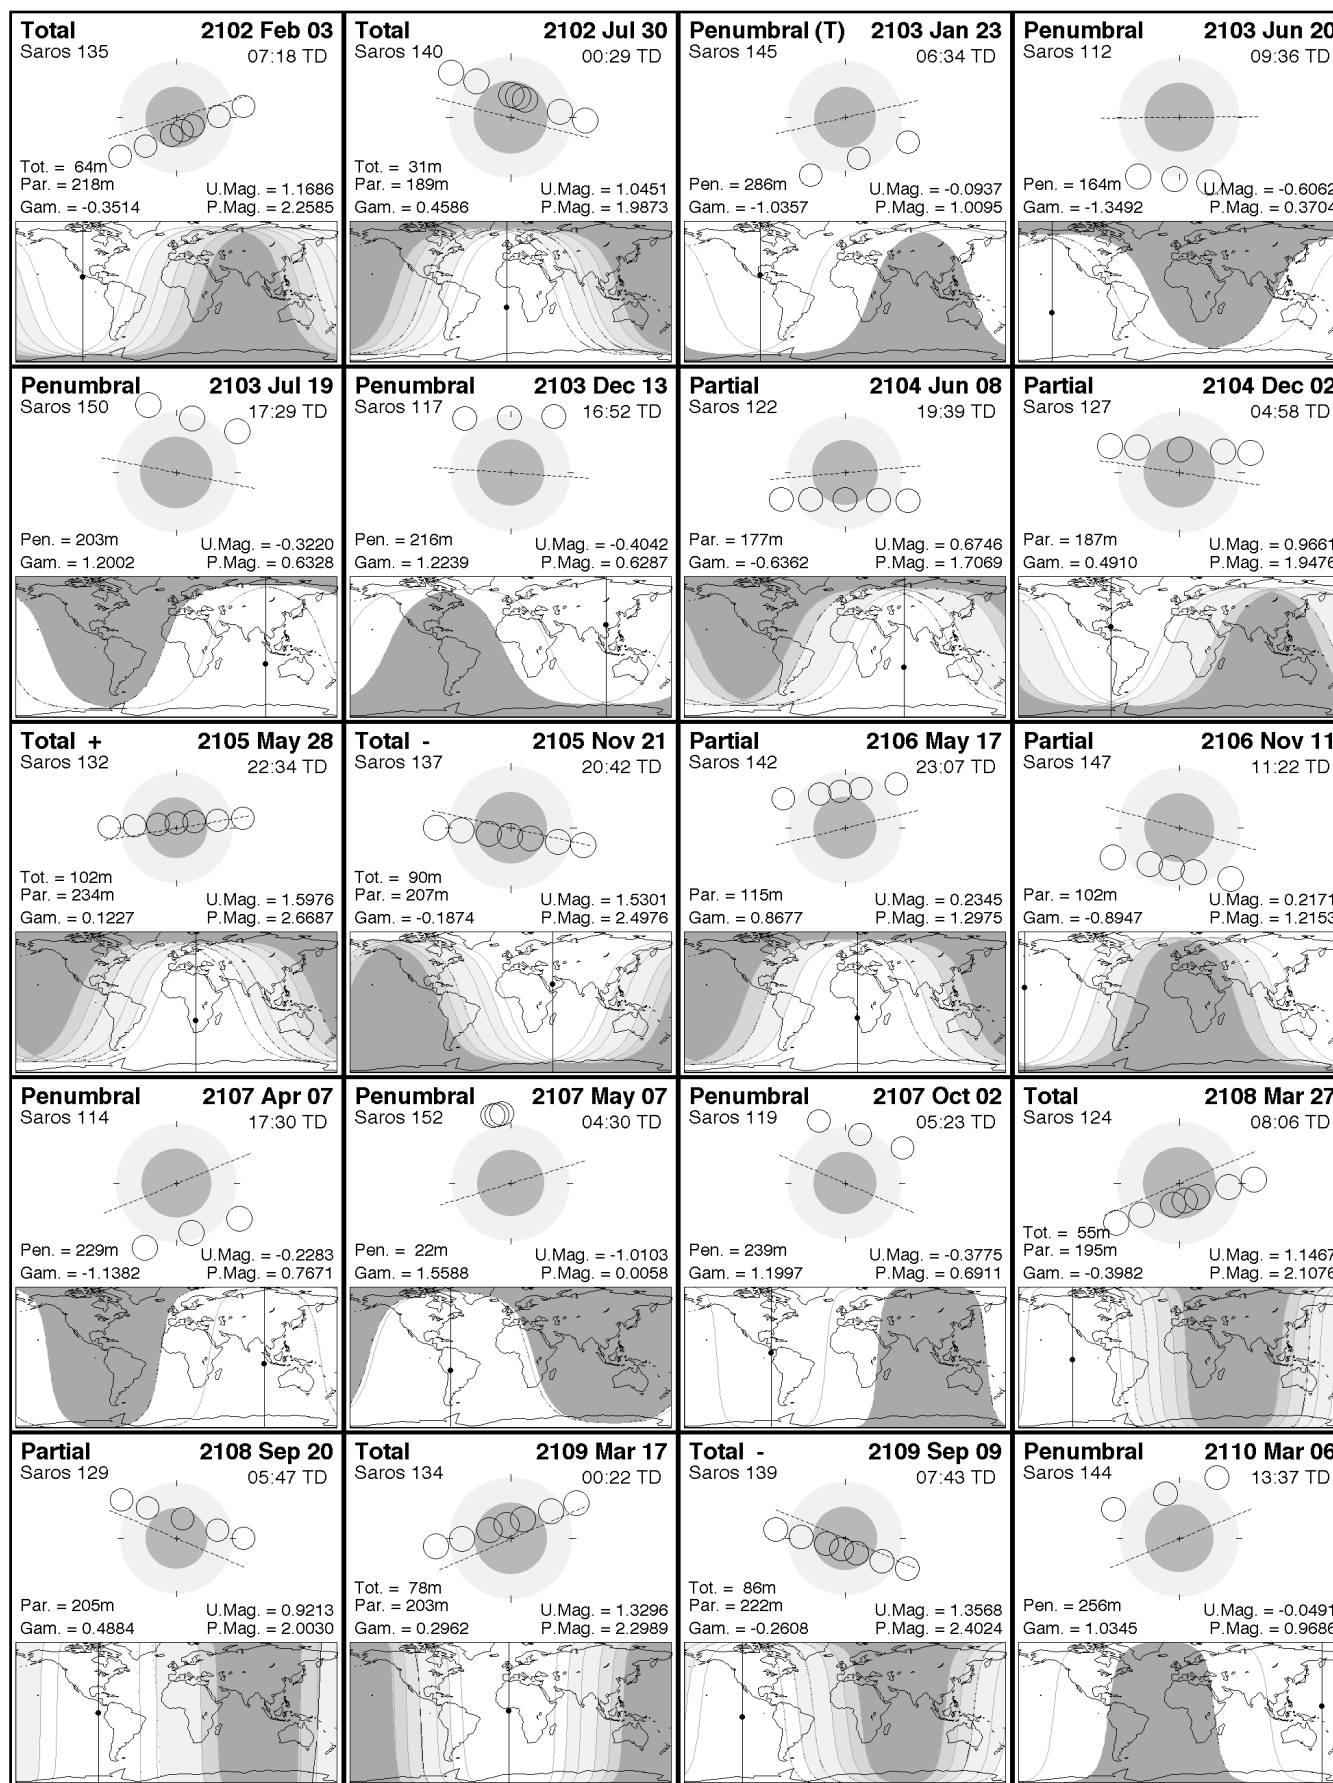 Total 2102 Feb 03
Saros 135 07:18 TD
Tot. = 64m
Par. = 218m U.Mag. = 1.1686
Gam. = -0.3514 P.Mag. = 2.2585
Total 2102 Jul 30
Saros 140 00:29 TD
Tot. = 31m
Par. = 189m U.Mag. = 1.0451
Gam. = 0.4586 P.Mag. = 1.9873
Penumbral (T) 2103 Jan 23
Saros 145 06:34 TD
Pen. = 286m U.Mag. = -0.0937
Gam. = -1.0357 P.Mag. = 1.0095
Penumbral 2103 Jun 20
Saros 112 09:36 TD
Pen. = 164m U.Mag. = -0.6062
Gam. = -1.3492 P.Mag. = 0.3704
Penumbral 2103 Jul 19
Saros 150 17:29 TD
Pen. = 203m U.Mag. = -0.3220
Gam. = 1.2002 P.Mag. = 0.6328
Penumbral 2103 Dec 13
Saros 117 16:52 TD
Pen. = 216m U.Mag. = -0.4042
Gam. = 1.2239 P.Mag. = 0.6287
Partial 2104 Jun 08
Saros 122 19:39 TD
Par. = 177m U.Mag. = 0.6746
Gam. = -0.6362 P.Mag. = 1.7069
Partial 2104 Dec 02
Saros 127 04:58 TD
Par. = 187m U.Mag. = 0.9661
Gam. = 0.4910 P.Mag. = 1.9476
Total + 2105 May 28
Saros 132 22:34 TD
Tot. = 102m
Par. = 234m U.Mag. = 1.5976
Gam. = 0.1227 P.Mag. = 2.6687
Total - 2105 Nov 21
Saros 137 20:42 TD
Tot. = 90m
Par. = 207m U.Mag. = 1.5301
Gam. = -0.1874 P.Mag. = 2.4976
Partial 2106 May 17
Saros 142 23:07 TD
Par. = 115m U.Mag. = 0.2345
Gam. = 0.8677 P.Mag. = 1.2975
Partial 2106 Nov 11
Saros 147 11:22 TD
Par. = 102m U.Mag. = 0.2171
Gam. = -0.8947 P.Mag. = 1.2153
Penumbral 2107 Apr 07
Saros 114 17:30 TD
Pen. = 229m U.Mag. = -0.2283
Gam. = -1.1382 P.Mag. = 0.7671
Penumbral 2107 May 07
Saros 152 04:30 TD
Pen. = 22m U.Mag. = -1.0103
Gam. = 1.5588 P.Mag. = 0.0058
Penumbral 2107 Oct 02
Saros 119 05:23 TD
Pen. = 239m U.Mag. = -0.3775
Gam. = 1.1997 P.Mag. = 0.6911
Total 2108 Mar 27
Saros 124 08:06 TD
Tot. = 55m
Par. = 195m U.Mag. = 1.1467
Gam. = -0.3982 P.Mag. = 2.1076
Partial 2108 Sep 20
Saros 129 05:47 TD
Par. = 205m U.Mag. = 0.9213
Gam. = 0.4884 P.Mag. = 2.0030
Total 2109 Mar 17
Saros 134 00:22 TD
Tot. = 78m
Par. = 203m U.Mag. = 1.3296
Gam. = 0.2962 P.Mag. = 2.2989
Total - 2109 Sep 09
Saros 139 07:43 TD
Tot. = 86m
Par. = 222m U.Mag. = 1.3568
Gam. = -0.2608 P.Mag. = 2.4024
Penumbral 2110 Mar 06
Saros 144 13:37 TD
Pen. = 256m U.Mag. = -0.0491
Gam. = 1.0345 P.Mag. = 0.9686